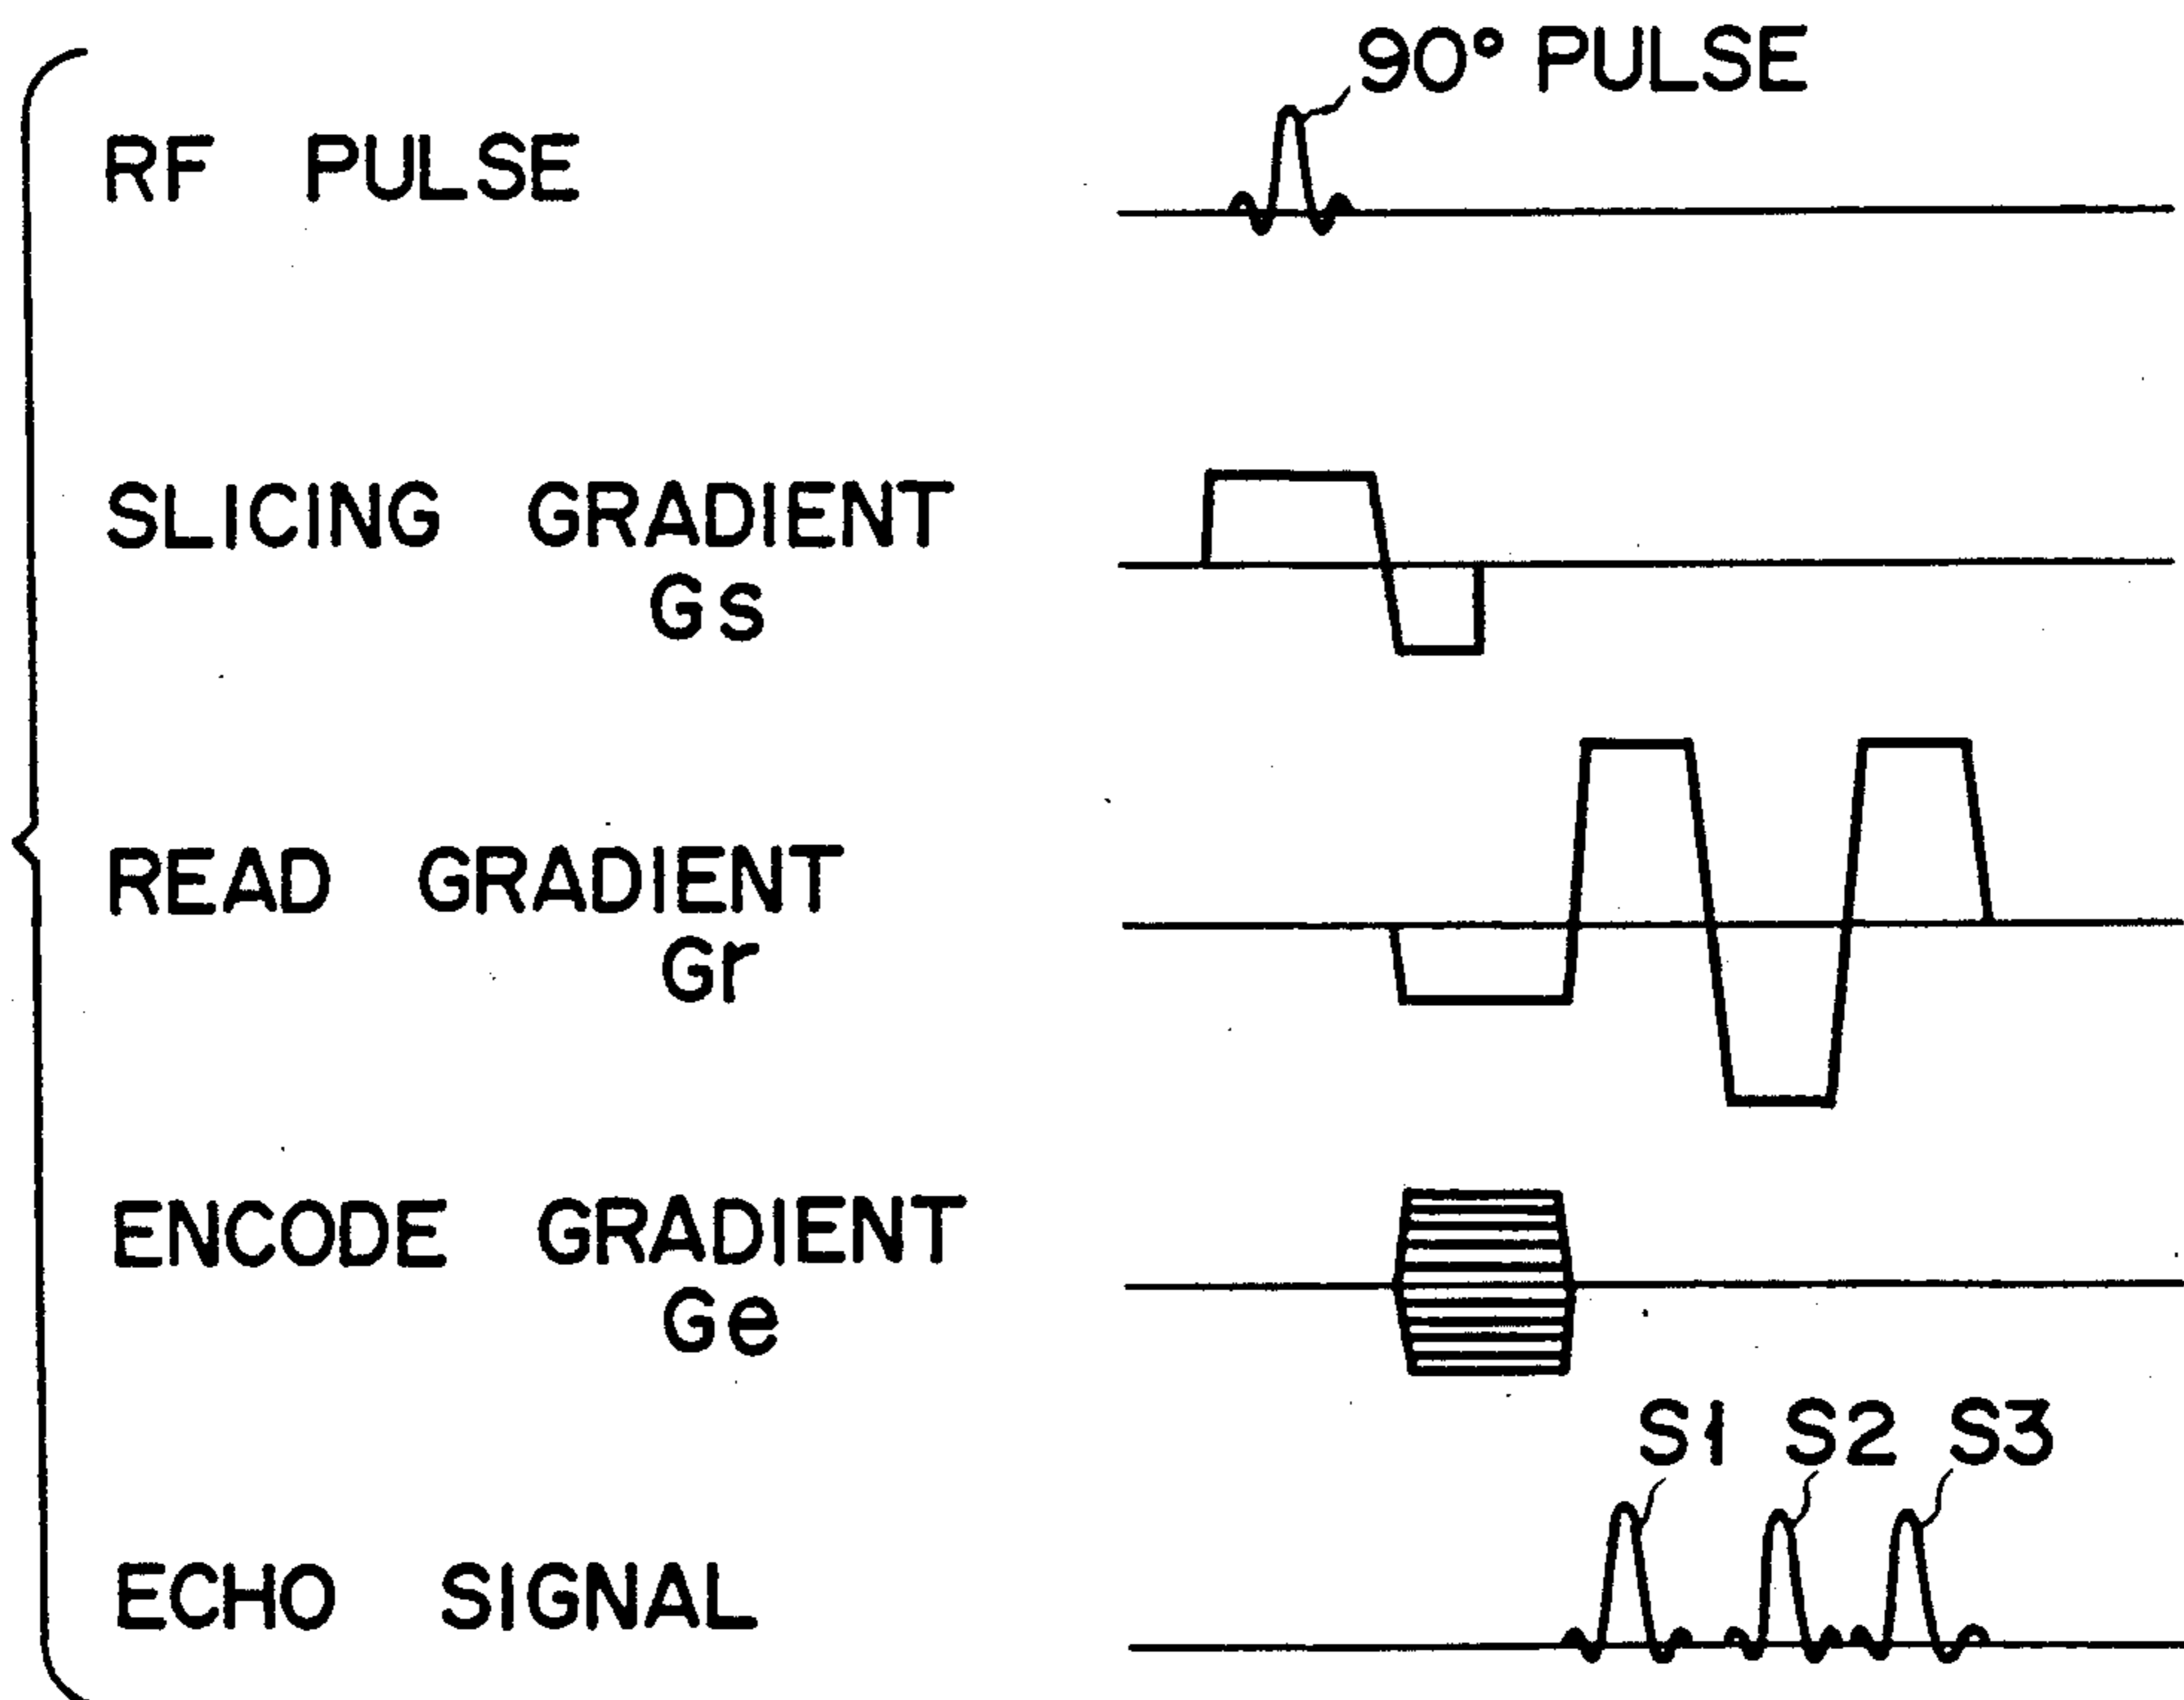 90° PULSE
RF PULSE
SLICING GRADIENT
Gs
READ GRADIENT
Gr
ENCODE GRADIENT
Ge
S1 S2 S3
ECHO SIGNAL